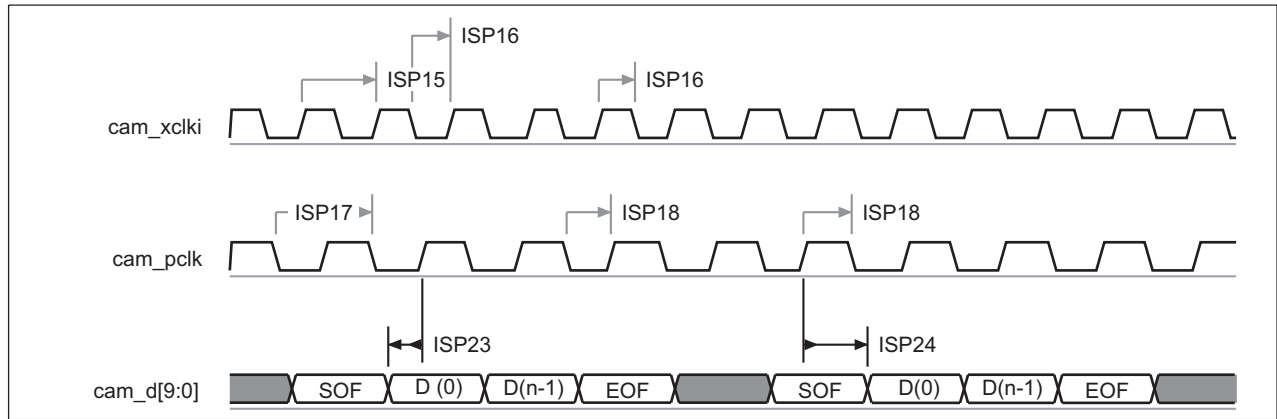 ISP16
ISP15
ISP16
cam_xclki
ISP17
ISP18
ISP18
cam_pclk
ISP23
ISP24
cam_d[9:0]
SOF
D (0)
D(n-1)
EOF
SOF
D(0)
D(n-1)
EOF